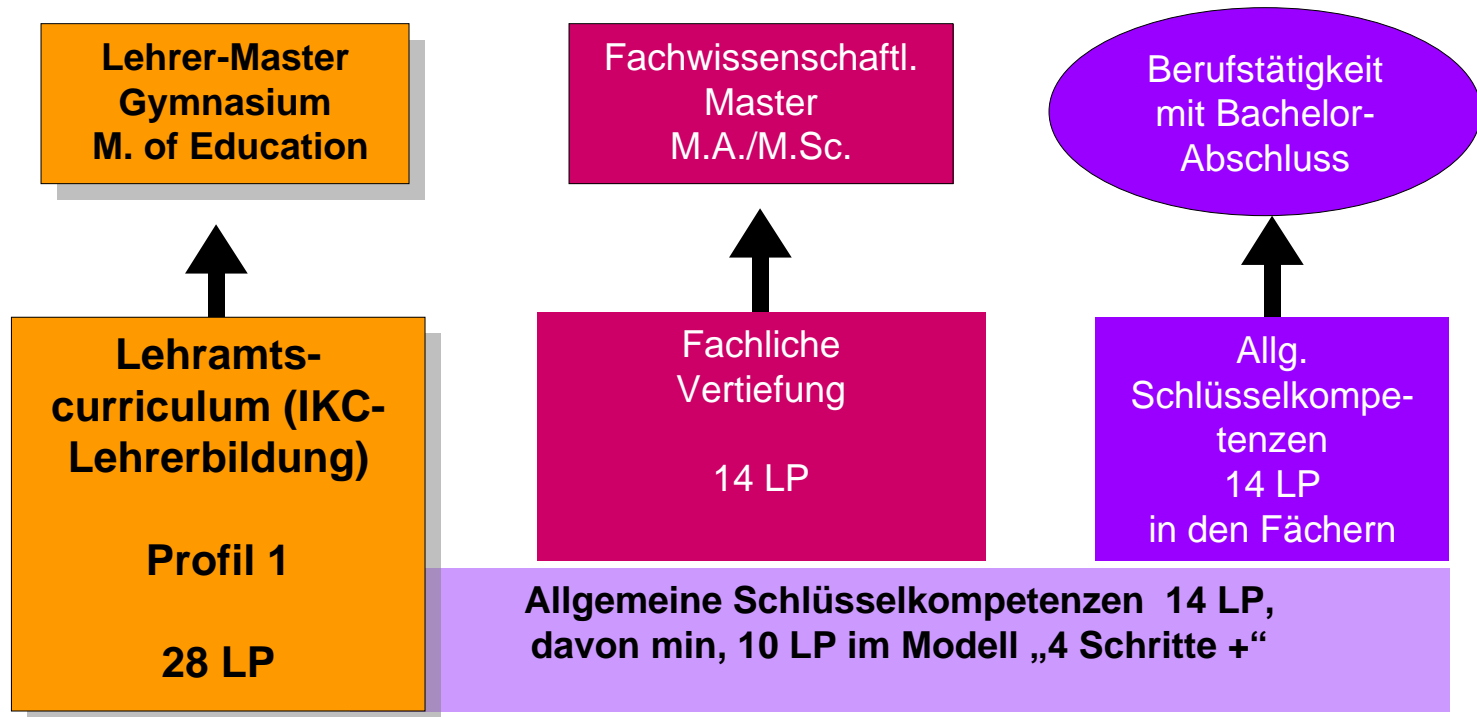 Lehrer-Master
Gymnasium
M. of Education
Fachwissenschaftl.
Master
M.A./M.Sc.
Berufstätigkeit
mit Bachelor-
Abschluss
Lehramts-
curriculum (IKC-
Lehrerbildung)
Profil 1
28 LP
Fachliche
Vertiefung
14 LP
Allg.
Schlüsselkompe-
tenzen
14 LP
in den Fächern
Allgemeine Schlüsselkompetenzen 14 LP,
davon min, 10 LP im Modell „4 Schritte +“